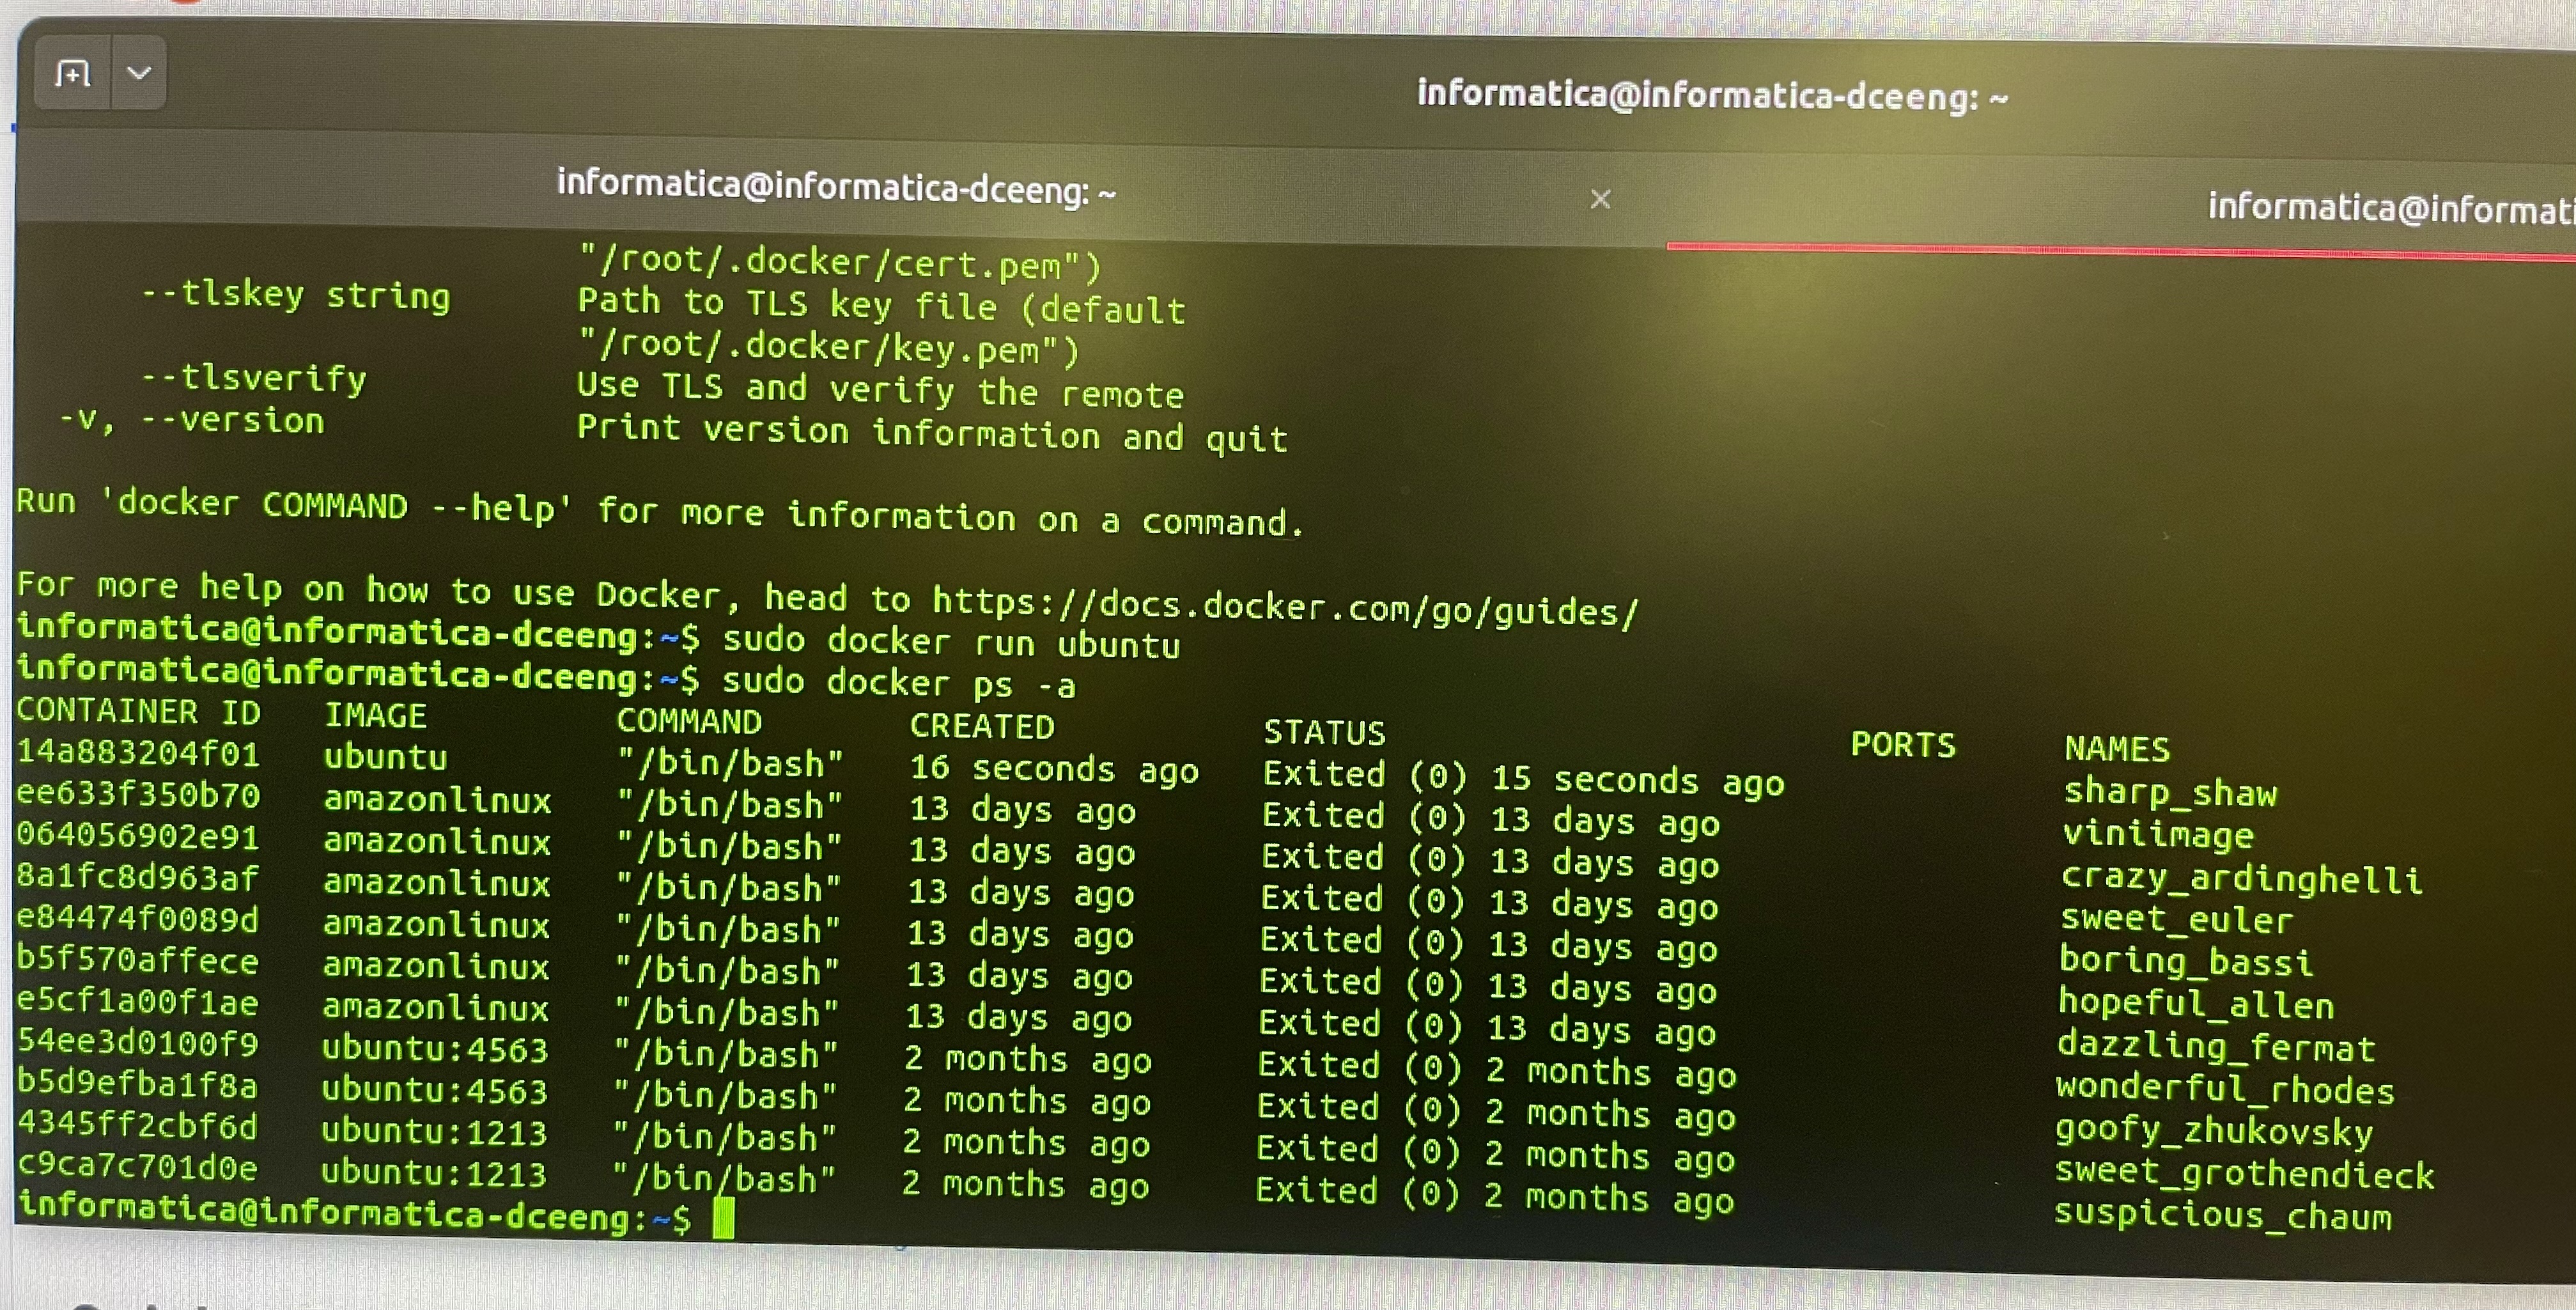 informatica@informatica-dceeng: ~
informatica@informatica-dceeng: ~ × informatica@informati
"/root/.docker/cert.pem")
--tlskey string Path to TLS key file (default
"/root/.docker/key.pem")
--tlsverify Use TLS and verify the remote
-v, --version Print version information and quit
Run 'docker COMMAND --help' for more information on a command.
For more help on how to use Docker, head to https://docs.docker.com/go/guides/
informatica@informatica-dceeng:~$ sudo docker run ubuntu
informatica@informatica-dceeng:~$ sudo docker ps -a
CONTAINER ID IMAGE COMMAND CREATED STATUS PORTS NAMES
14a883204f01 ubuntu "/bin/bash" 16 seconds ago Exited (0) 15 seconds ago sharp_shaw
ee633f350b70 amazonlinux "/bin/bash" 13 days ago Exited (0) 13 days ago viniimage
064056902e91 amazonlinux "/bin/bash" 13 days ago Exited (0) 13 days ago crazy_ardinghelli
8a1fc8d963af amazonlinux "/bin/bash" 13 days ago Exited (0) 13 days ago sweet_euler
e84474f0089d amazonlinux "/bin/bash" 13 days ago Exited (0) 13 days ago boring_bassi
b5f570affece amazonlinux "/bin/bash" 13 days ago Exited (0) 13 days ago hopeful_allen
e5cf1a00f1ae amazonlinux "/bin/bash" 13 days ago Exited (0) 13 days ago dazzling_fermat
54ee3d0100f9 ubuntu:4563 "/bin/bash" 2 months ago Exited (0) 2 months ago wonderful_rhodes
b5d9efba1f8a ubuntu:4563 "/bin/bash" 2 months ago Exited (0) 2 months ago goofy_zhukovsky
4345ff2cbf6d ubuntu:1213 "/bin/bash" 2 months ago Exited (0) 2 months ago sweet_grothendieck
c9ca7c701d0e ubuntu:1213 "/bin/bash" 2 months ago Exited (0) 2 months ago suspicious_chaum
informatica@informatica-dceeng:~$